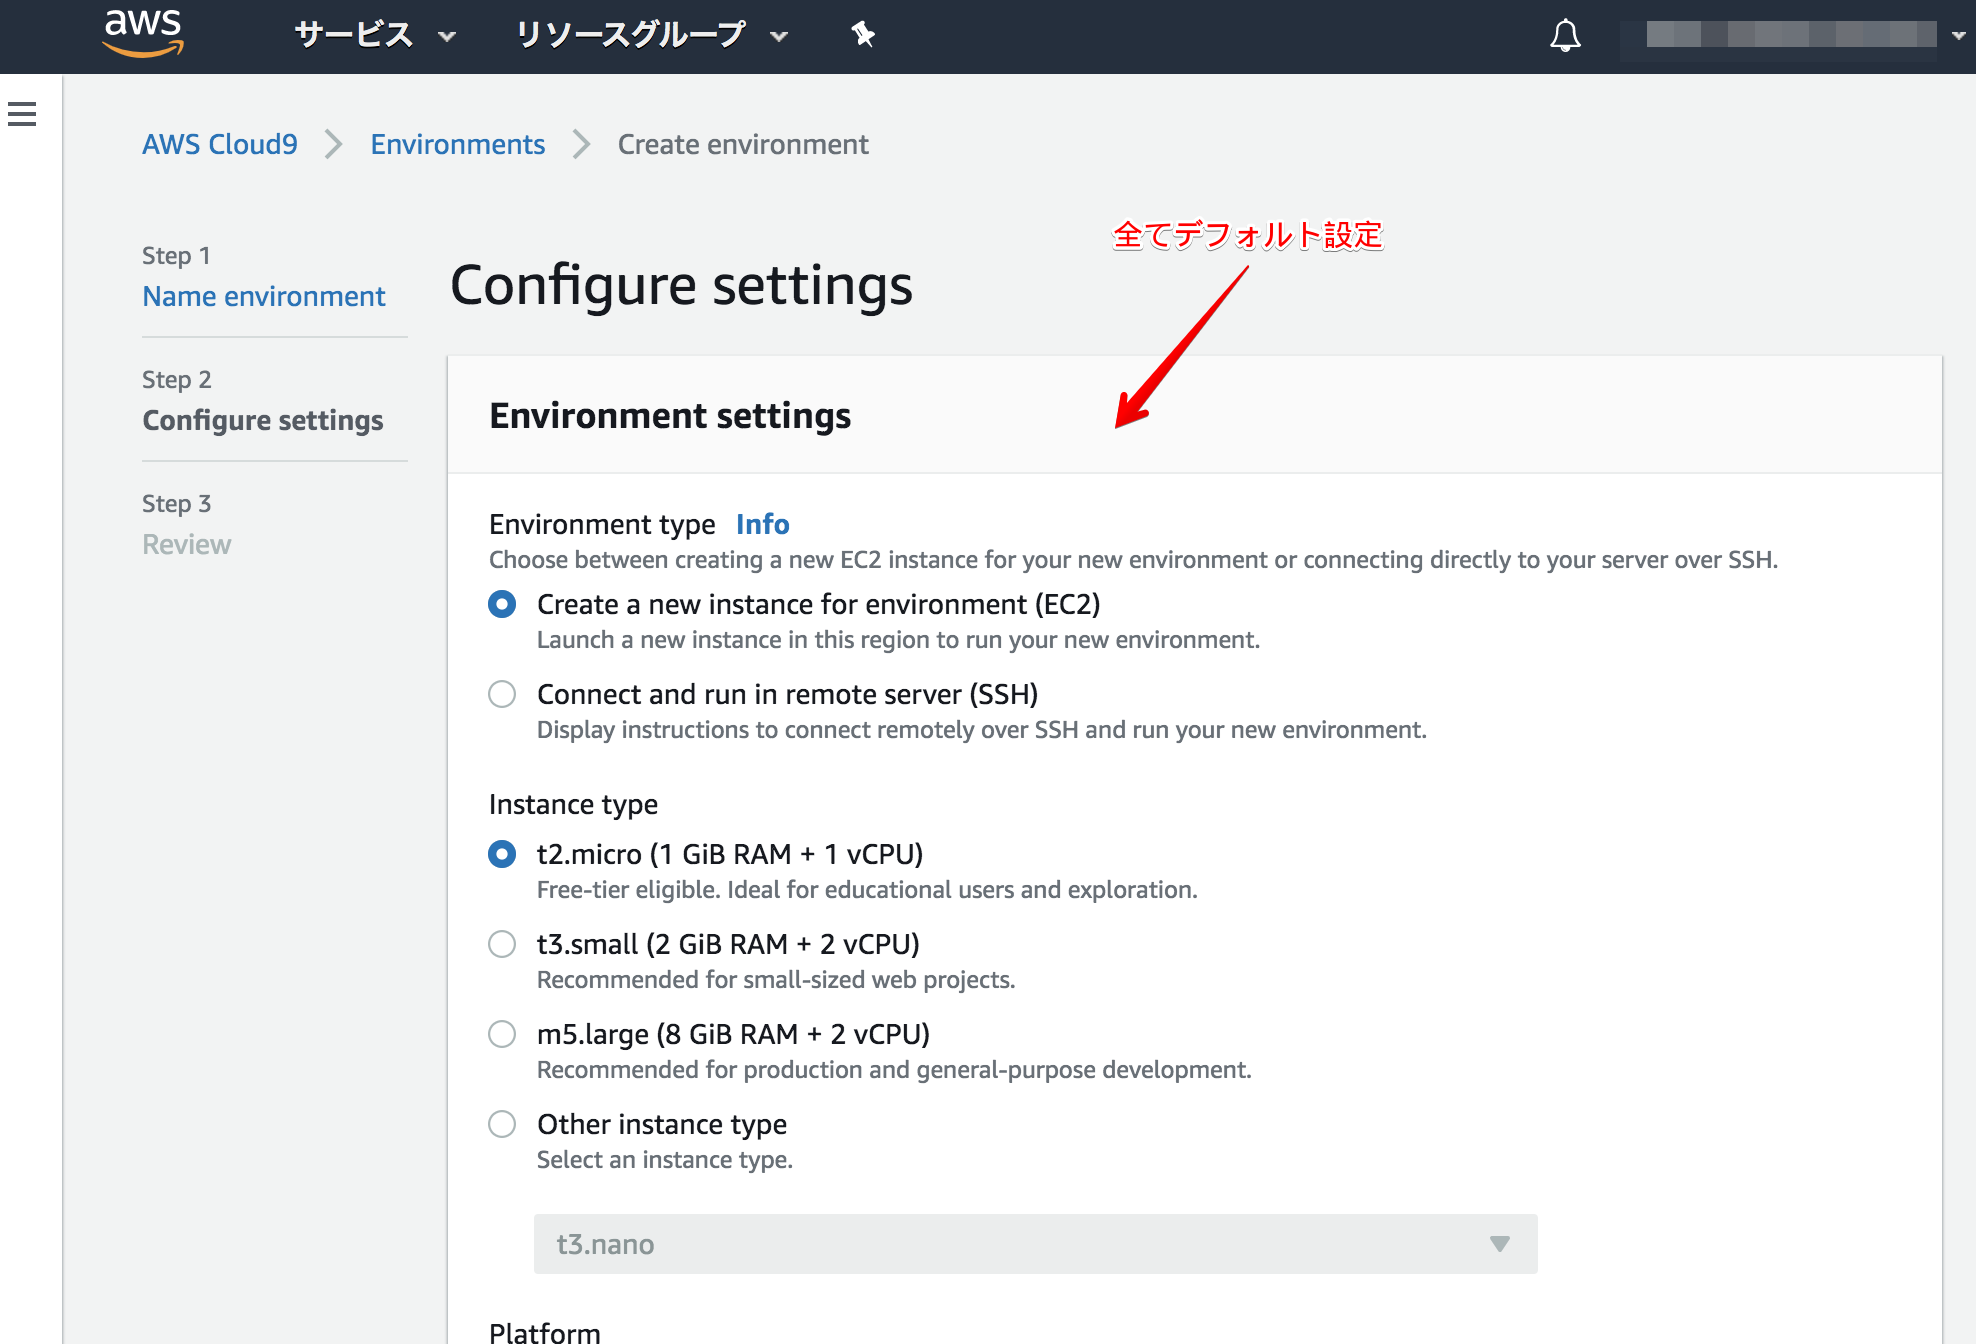 aws
サービス
リソースグループ
AWS Cloud9 Environments Create environment
Step 1
Name environment
Step 2
Configure settings
Step 3
Review
全てデフォルト設定
Configure settings
Environment settings
Environment type Info
Choose between creating a new EC2 instance for your new environment or connecting directly to your server over SSH.
Create a new instance for environment (EC2)
Launch a new instance in this region to run your new environment.
Connect and run in remote server (SSH)
Display instructions to connect remotely over SSH and run your new environment.
Instance type
t2.micro (1 GiB RAM + 1 vCPU)
Free-tier eligible. Ideal for educational users and exploration.
t3.small (2 GiB RAM + 2 vCPU)
Recommended for small-sized web projects.
m5.large (8 GiB RAM + 2 vCPU)
Recommended for production and general-purpose development.
Other instance type
Select an instance type.
t3.nano
Platform